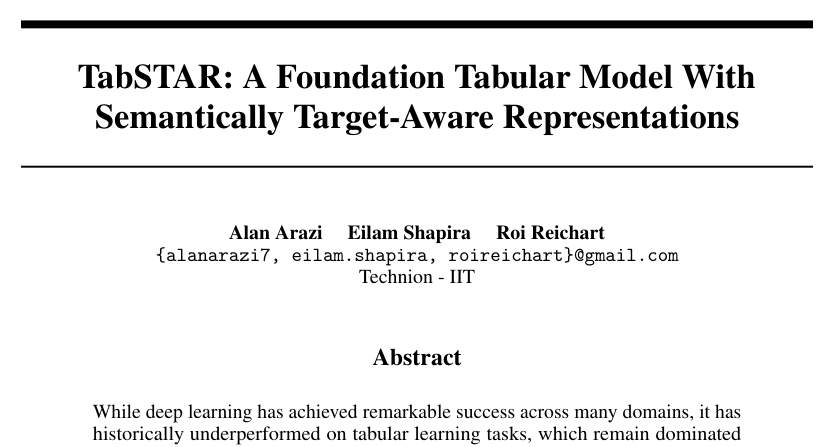 TabSTAR: A Foundation Tabular Model With
Semantically Target-Aware Representations
Alan Arazi Eilam Shapira Roi Reichart
{alanarazi7, eilam.shapira, roireichart}@gmail.com
Technion - IIT
Abstract
While deep learning has achieved remarkable success across many domains, it has
historically underperformed on tabular learning tasks, which remain dominated